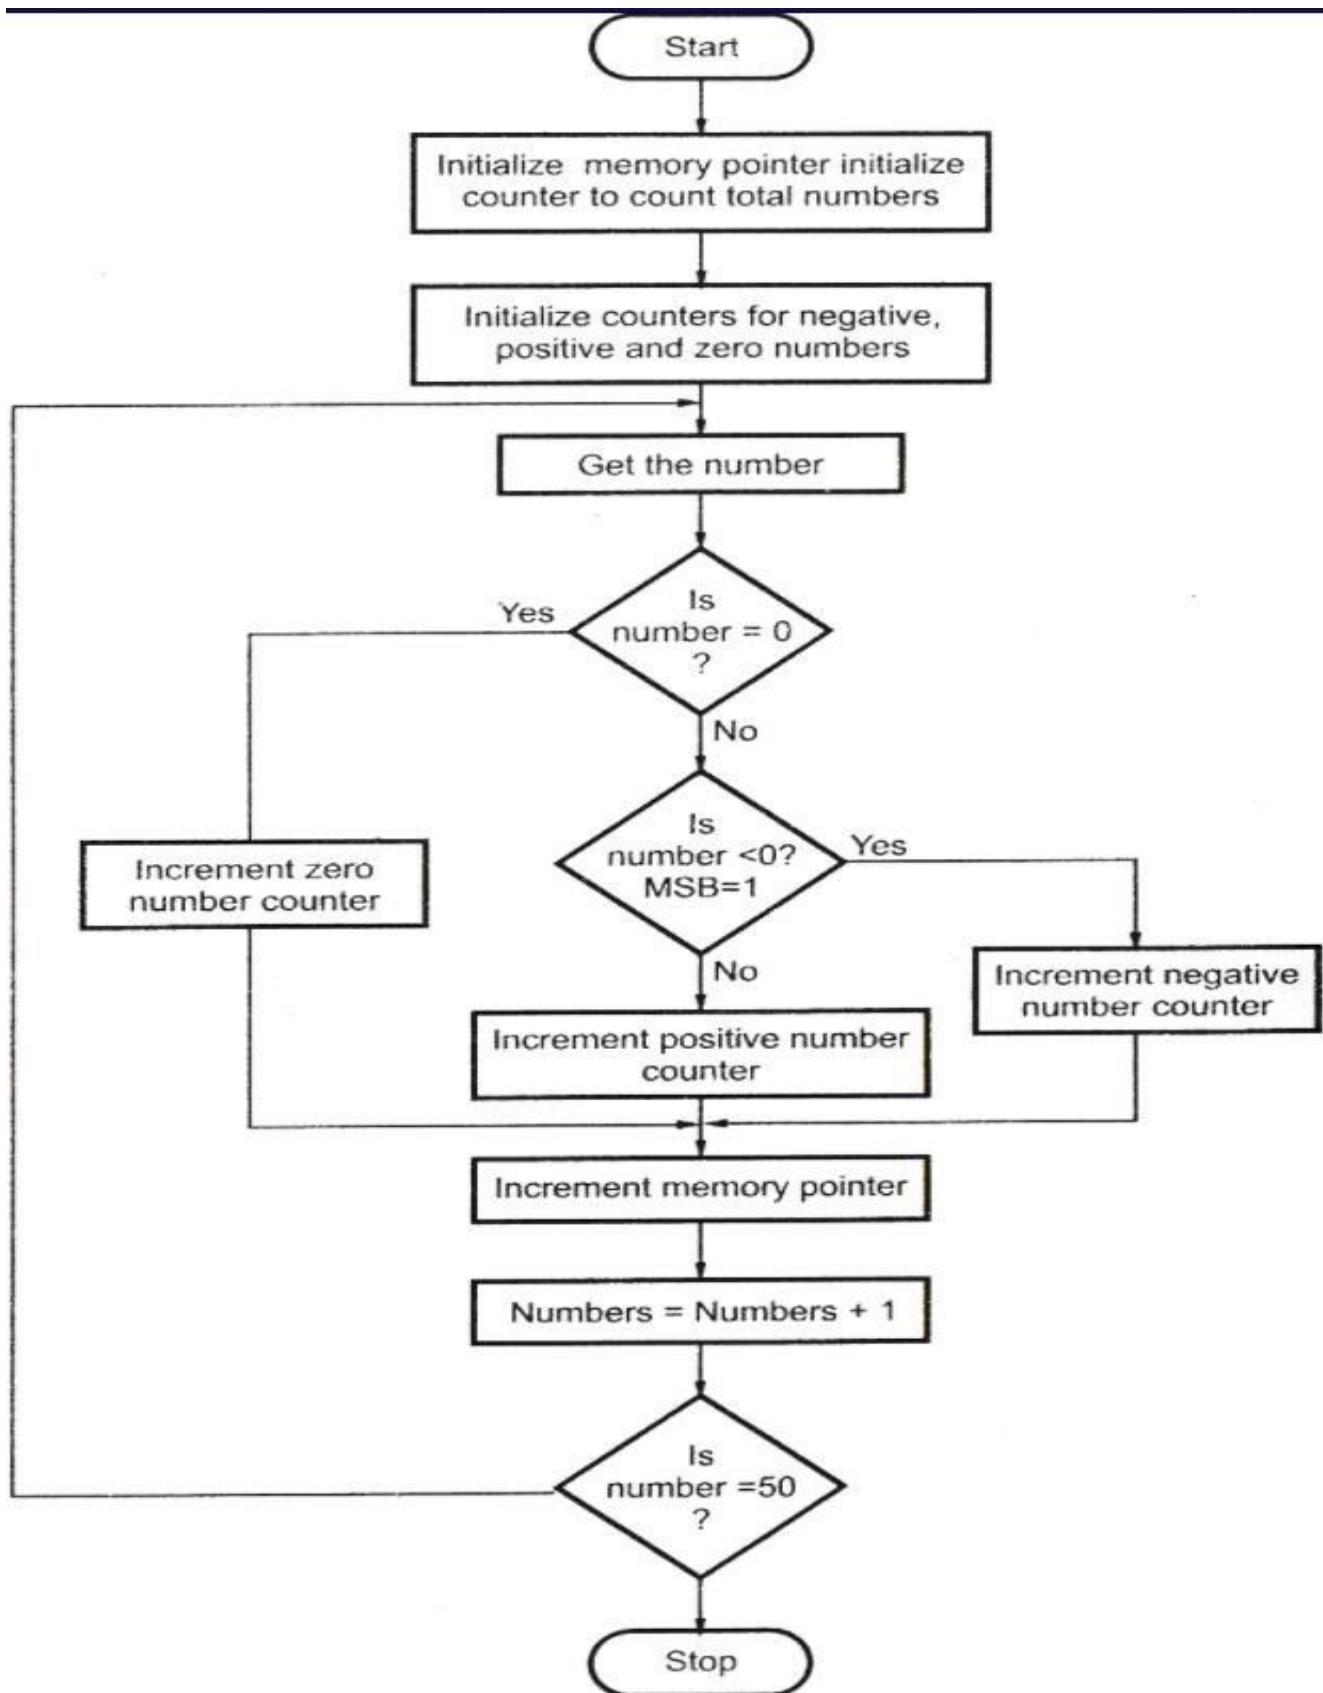 Start
Initialize memory pointer initialize
counter to count total numbers
Initialize counters for negative,
positive and zero numbers
Get the number
Is
number = 0
?
Yes
No
Is
number <0?
MSB=1
Yes
Increment zero
number counter
No
Increment negative
number counter
Increment positive number
counter
Increment memory pointer
Numbers = Numbers + 1
Is
number =50
?
Stop